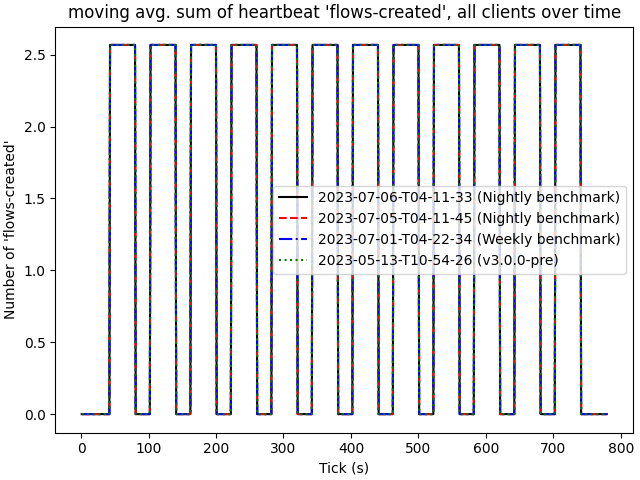 moving avg. sum of heartbeat 'flows-created', all clients over time
Number of 'flows-created'
2.5
2.0
1.5
1.0
0.5
0.0
2023-07-06-T04-11-33 (Nightly benchmark)
2023-07-05-T04-11-45 (Nightly benchmark)
2023-07-01-T04-22-34 (Weekly benchmark)
2023-05-13-T10-54-26 (v3.0.0-pre)
0 100 200 300 400 500 600 700 800
Tick (s)